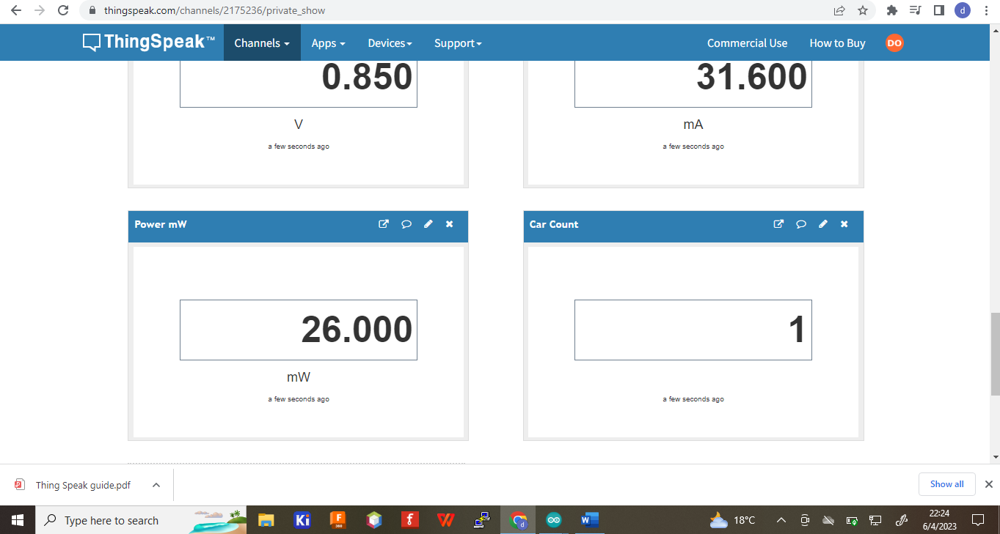 thingspeak.com/channels/2175236/private_show
d
ThingSpeak™ Channels Apps Devices Support Commercial Use How to Buy DO
0.850
31.600
V
mA
a few seconds ago
a few seconds ago
Power mW
Car Count
26.000
1
mW
a few seconds ago
a few seconds ago
Thing Speak guide.pdf
Show all
Type here to search
Ki
F
360
f
W
d
W
18°C
22:24
6/4/2023